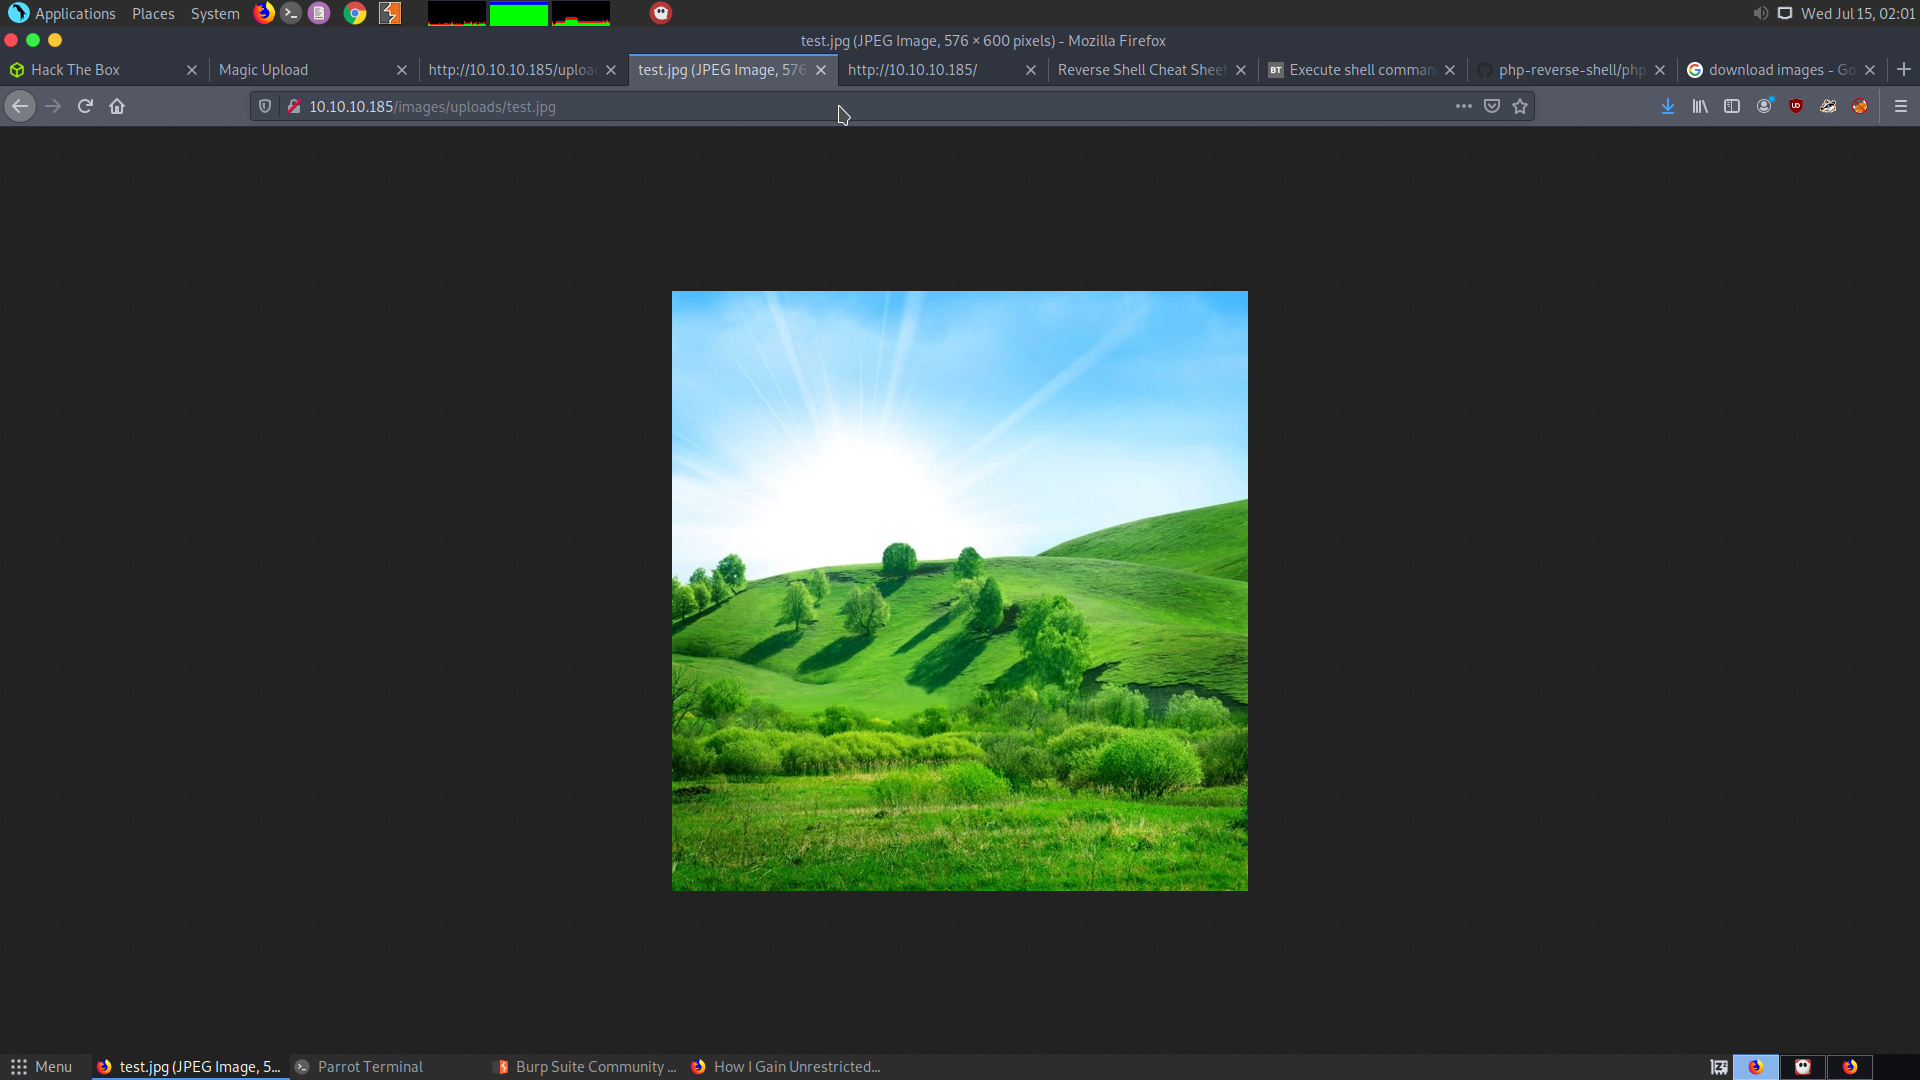 Applications Places System Wed Jul 15, 02:01
test.jpg (JPEG Image, 576 × 600 pixels) - Mozilla Firefox
Hack The Box Magic Upload http://10.10.10.185/uploa test.jpg (JPEG Image, 576 http://10.10.10.185/ Reverse Shell Cheat Sheet BT Execute shell comman php-reverse-shell/php download images - Go
10.10.10.185/images/uploads/test.jpg
Menu test.jpg (JPEG Image, 5... Parrot Terminal Burp Suite Community ... How I Gain Unrestricted...